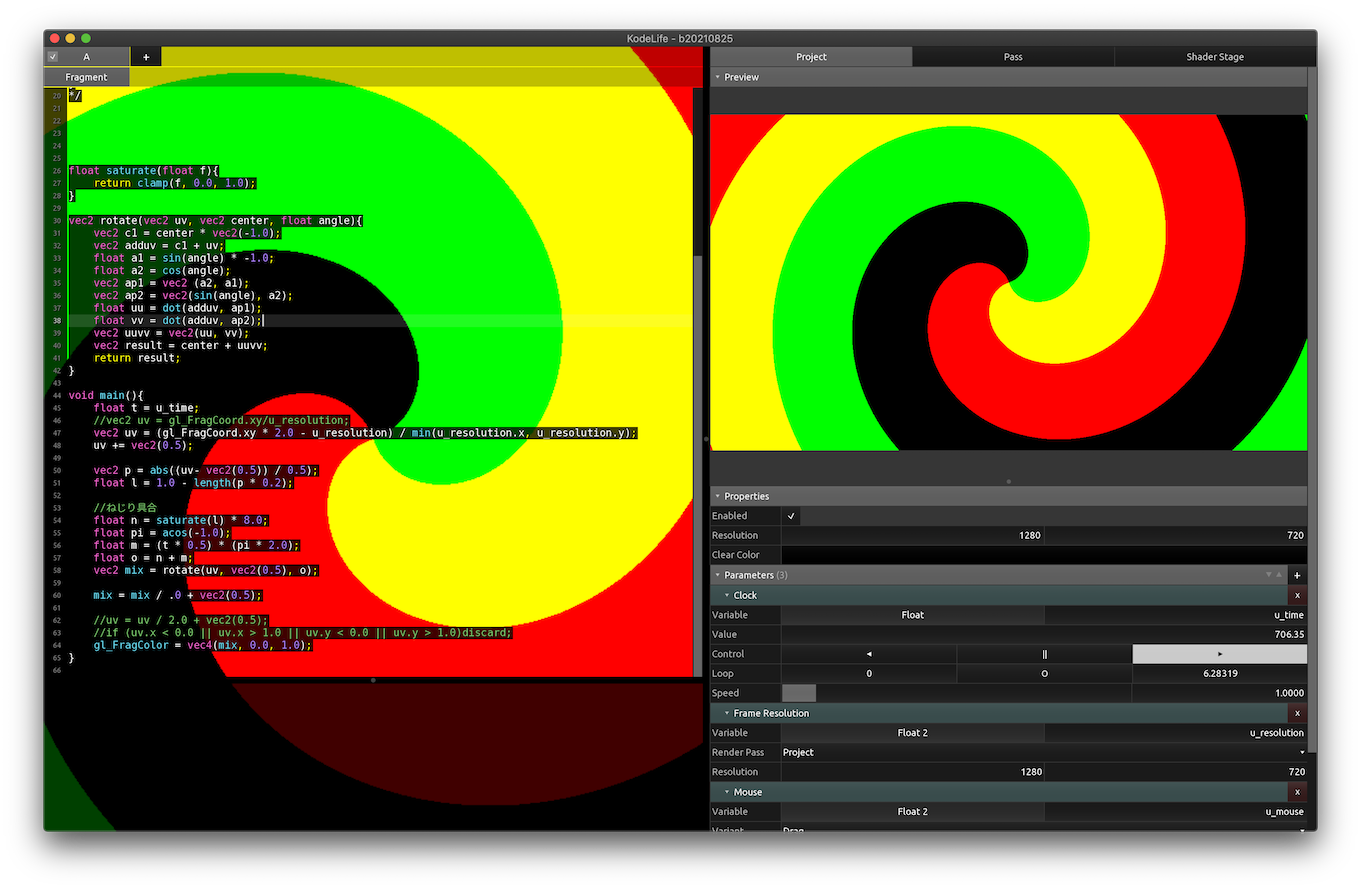 KodeLife - b20210825
A
+
Fragment
20 */
21
22
23
24
25
26 float saturate(float f){
27 return clamp(f, 0.0, 1.0);
28 }
29
30 vec2 rotate(vec2 uv, vec2 center, float angle){
31 vec2 c1 = center * vec2(-1.0);
32 vec2 adduv = c1 + uv;
33 float a1 = sin(angle) * -1.0;
34 float a2 = cos(angle);
35 vec2 ap1 = vec2 (a2, a1);
36 vec2 ap2 = vec2(sin(angle), a2);
37 float uu = dot(adduv, ap1);
38 float vv = dot(adduv, ap2);
39 vec2 uuvv = vec2(uu, vv);
40 vec2 result = center + uuvv;
41 return result;
42 }
43
44 void main(){
45 float t = u_time;
46 //vec2 uv = gl_FragCoord.xy/u_resolution;
47 vec2 uv = (gl_FragCoord.xy * 2.0 - u_resolution) / min(u_resolution.x, u_resolution.y);
48 uv += vec2(0.5);
49
50 vec2 p = abs((uv- vec2(0.5)) / 0.5);
51 float l = 1.0 - length(p * 0.2);
52
53 //ねじり具合
54 float n = saturate(l) * 8.0;
55 float pi = acos(-1.0);
56 float m = (t * 0.5) * (pi * 2.0);
57 float o = n + m;
58 vec2 mix = rotate(uv, vec2(0.5), o);
59
60 mix = mix / .0 + vec2(0.5);
61
62 //uv = uv / 2.0 + vec2(0.5);
63 //if (uv.x < 0.0 || uv.x > 1.0 || uv.y < 0.0 || uv.y > 1.0)discard;
64 gl_FragColor = vec4(mix, 0.0, 1.0);
65 }
66
Project Pass Shader Stage
Preview
Properties
Enabled ✓
Resolution 1280 720
Clear Color
Parameters (3) +
Clock x
Variable Float u_time
Value 706.35
Control
Loop 0 O 6.28319
Speed 1.0000
Frame Resolution x
Variable Float 2 u_resolution
Render Pass Project
Resolution 1280 720
Mouse x
Variable Float 2 u_mouse
Variant Drag